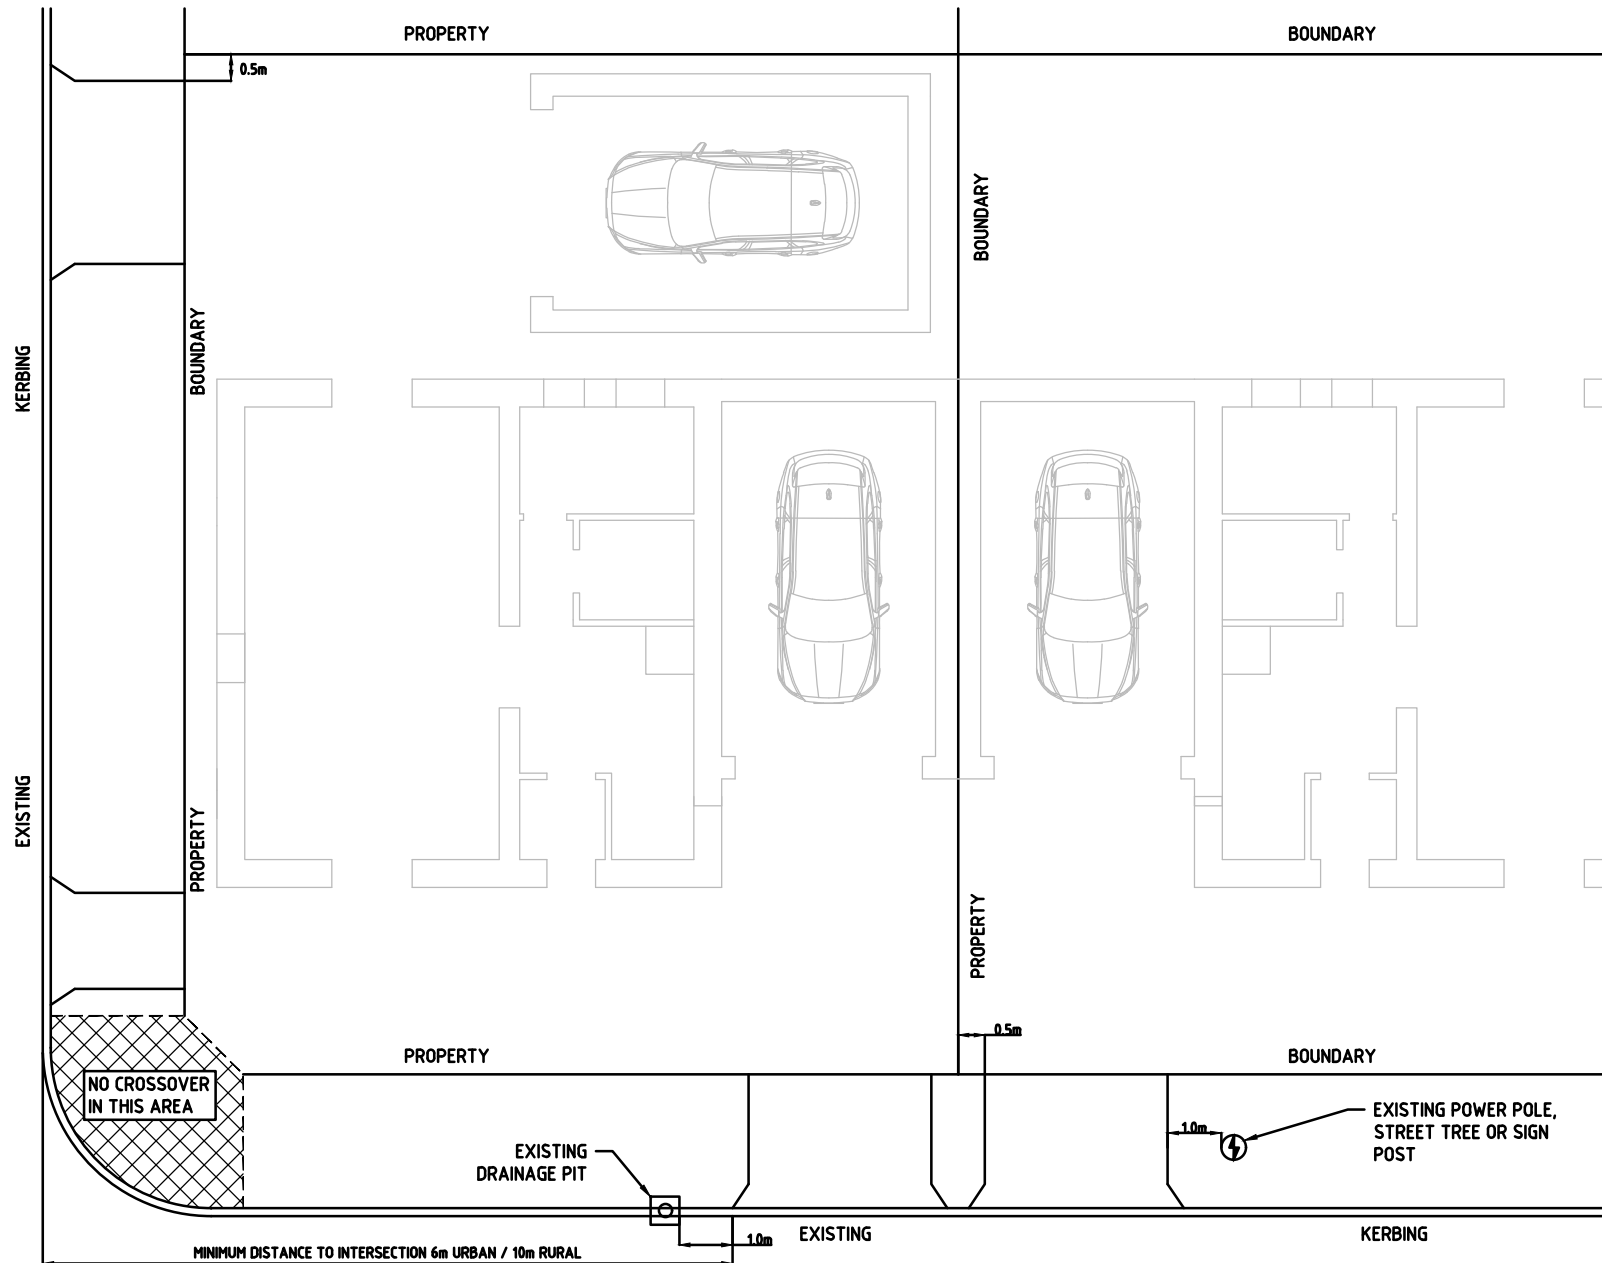 PROPERTY
BOUNDARY
0.5m
BOUNDARY
BOUNDARY
KERBING
EXISTING
PROPERTY
PROPERTY
0.5m
PROPERTY
BOUNDARY
NO CROSSOVER
IN THIS AREA
EXISTING
DRAINAGE PIT
1.0m
EXISTING POWER POLE,
STREET TREE OR SIGN
POST
1.0m
EXISTING
KERBING
MINIMUM DISTANCE TO INTERSECTION 6m URBAN / 10m RURAL